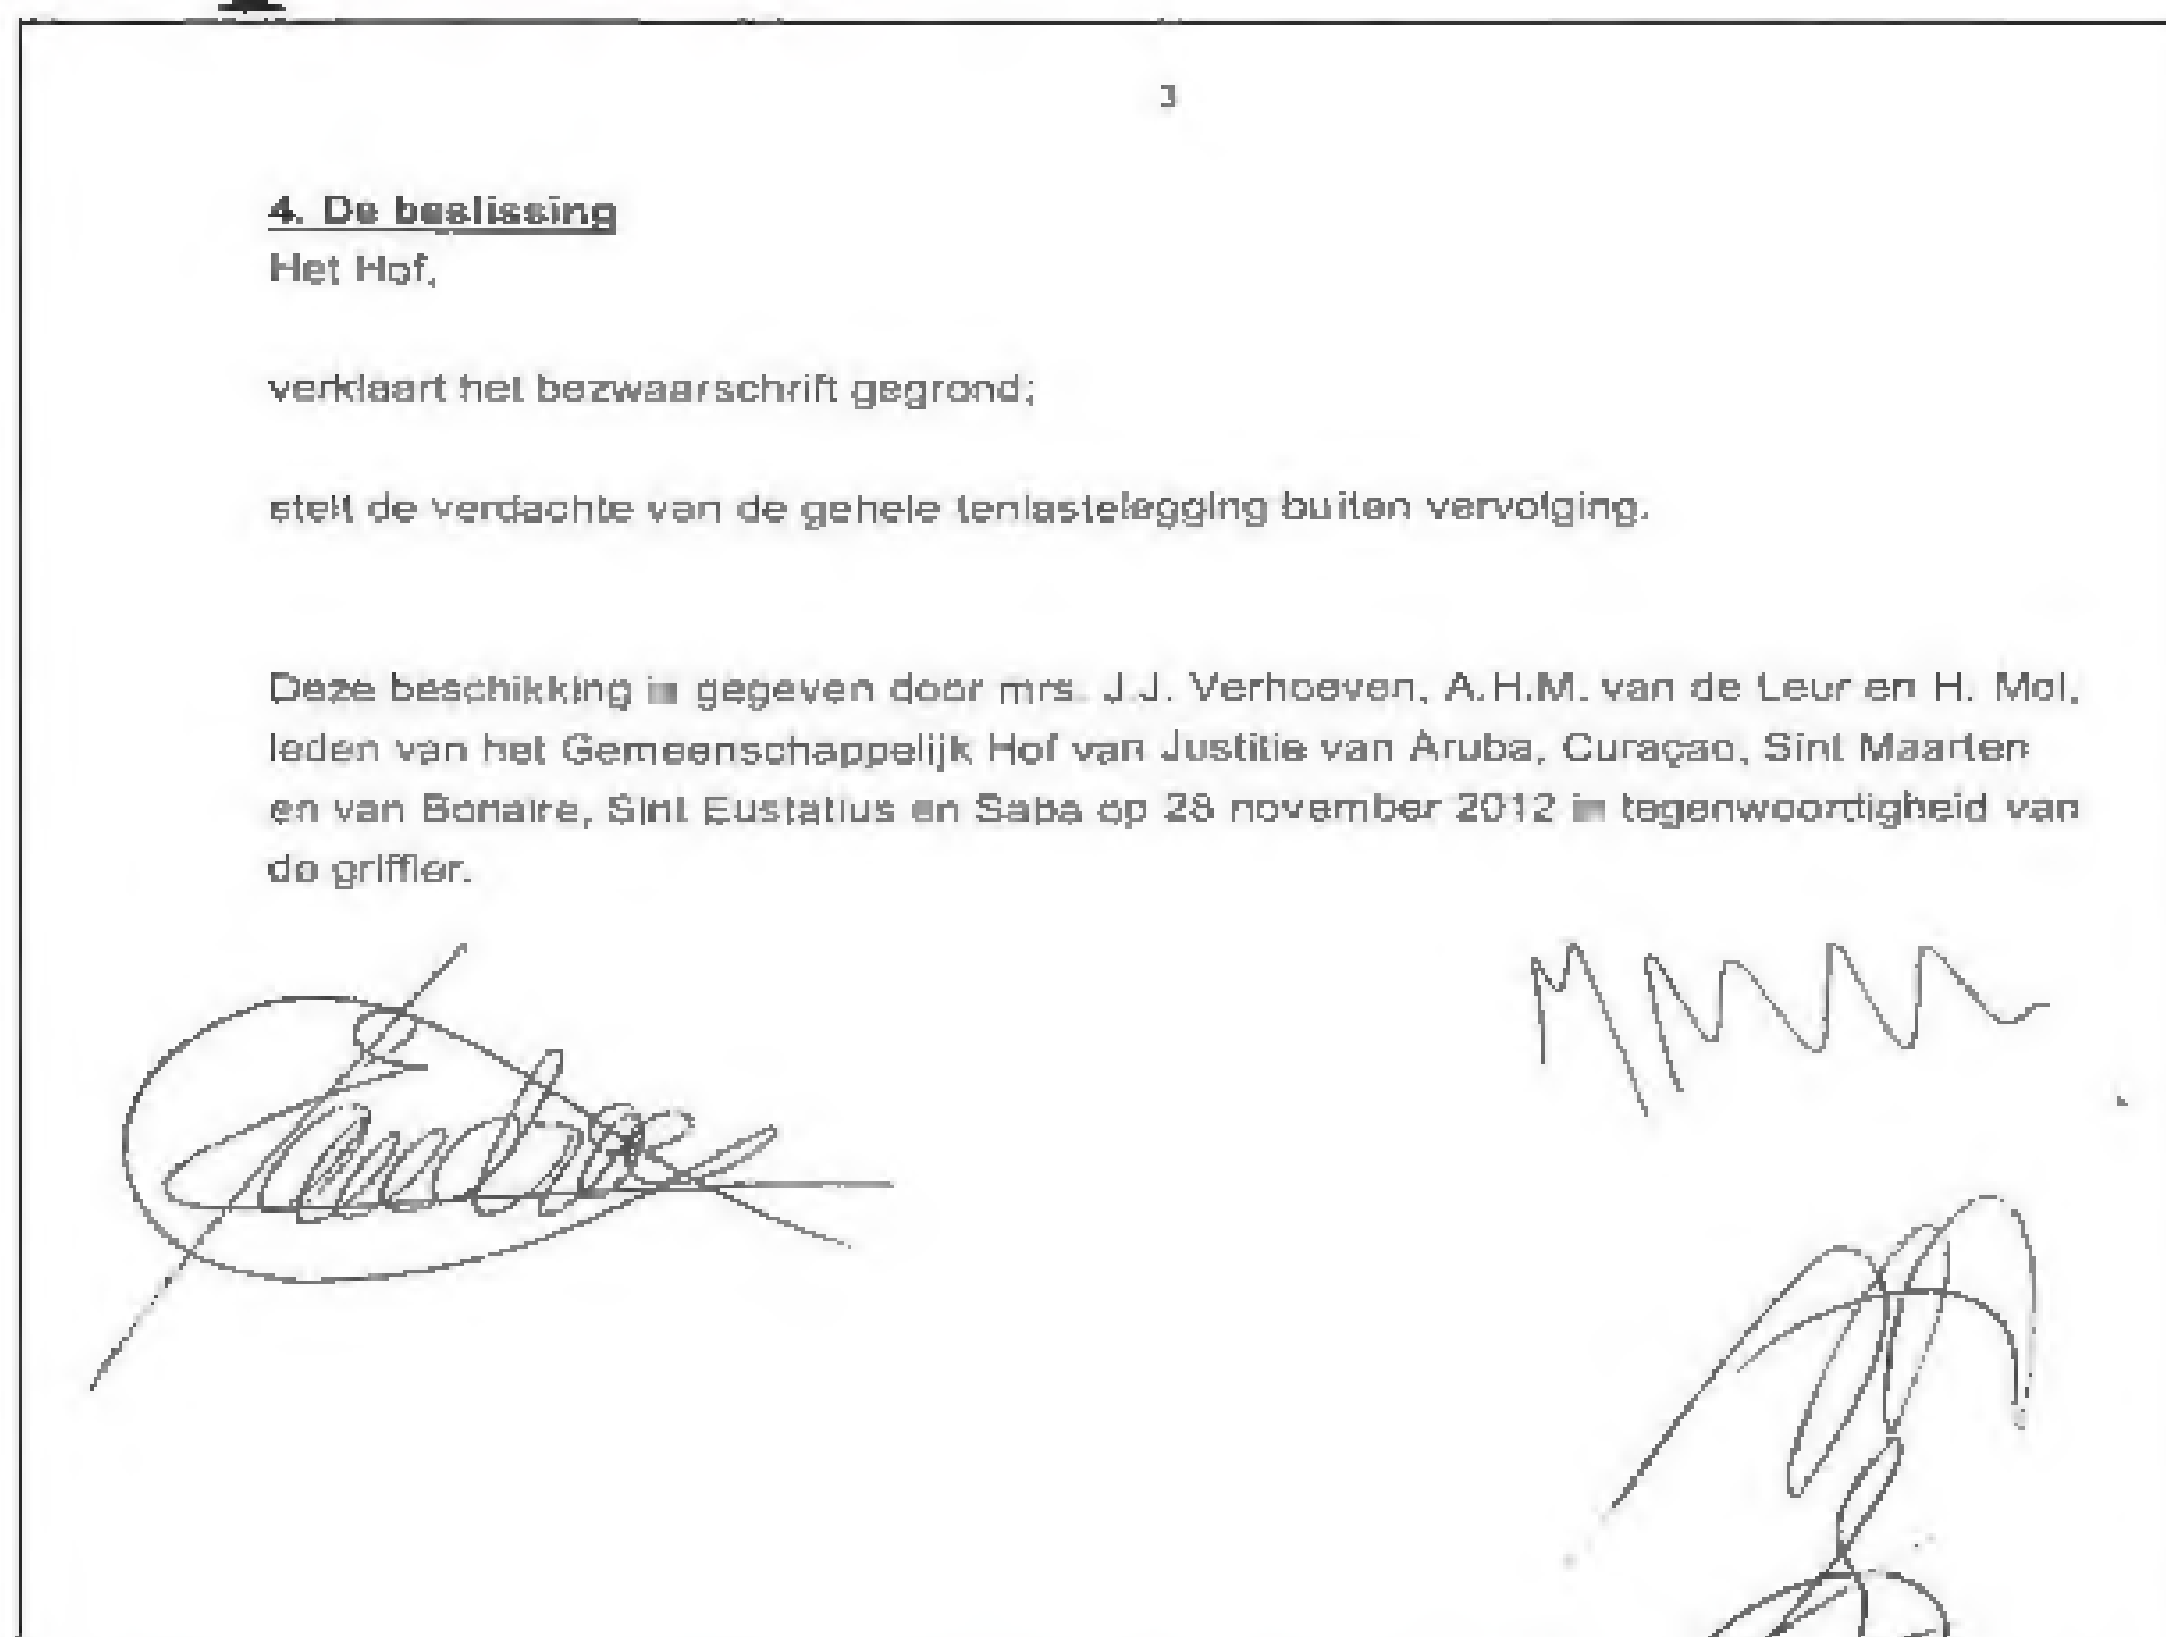 3
4. De beslissing
Het Hof,
verklaart het bezwaarschrift gegrond;
stelt de verdachte van de gehele tenlastelegging buiten vervolging.
Deze beschikking is gegeven door mrs. J.J. Verhoeven, A.H.M. van de Leur en H. Mol,
leden van het Gemeenschappelijk Hof van Justitie van Aruba, Curaçao, Sint Maarten
en van Bonaire, Sint Eustatius en Saba op 28 november 2012 in tegenwoordigheid van
de griffier.